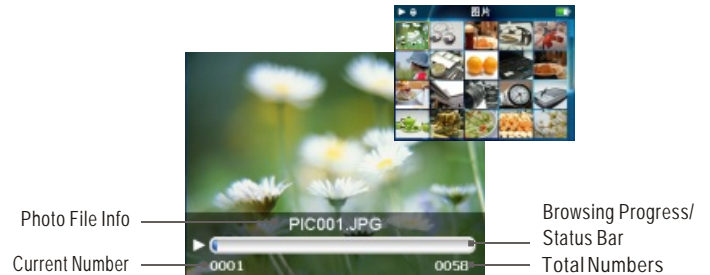 图片
PIC001.JPG
0001
0058
Photo File Info
Current Number
Browsing Progress/
Status Bar
Total Numbers